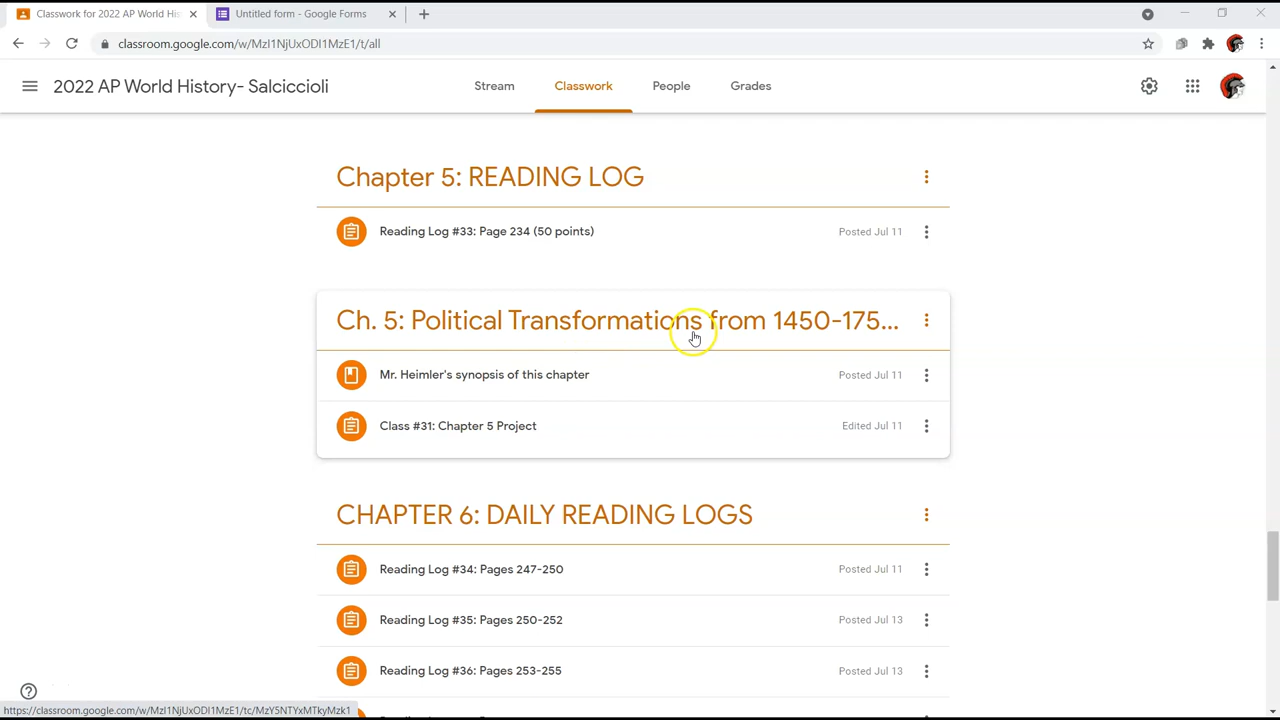 Classwork for 2022 AP World His
Untitled form - Google Forms
classroom.google.com/w/MzI1NjUxODI1MzE1/t/all
2022 AP World History- Salciccioli
Stream
Classwork
People
Grades
Chapter 5: READING LOG
Reading Log #33: Page 234 (50 points)
Posted Jul 11
Ch. 5: Political Transformations from 1450-175...
Mr. Heimler's synopsis of this chapter
Posted Jul 11
Class #31: Chapter 5 Project
Edited Jul 11
CHAPTER 6: DAILY READING LOGS
Reading Log #34: Pages 247-250
Posted Jul 11
Reading Log #35: Pages 250-252
Posted Jul 13
Reading Log #36: Pages 253-255
Posted Jul 13
https://classroom.google.com/w/MzI1NjUxODI1MzE1/tc/MzY5NTYxMTkyMzk1